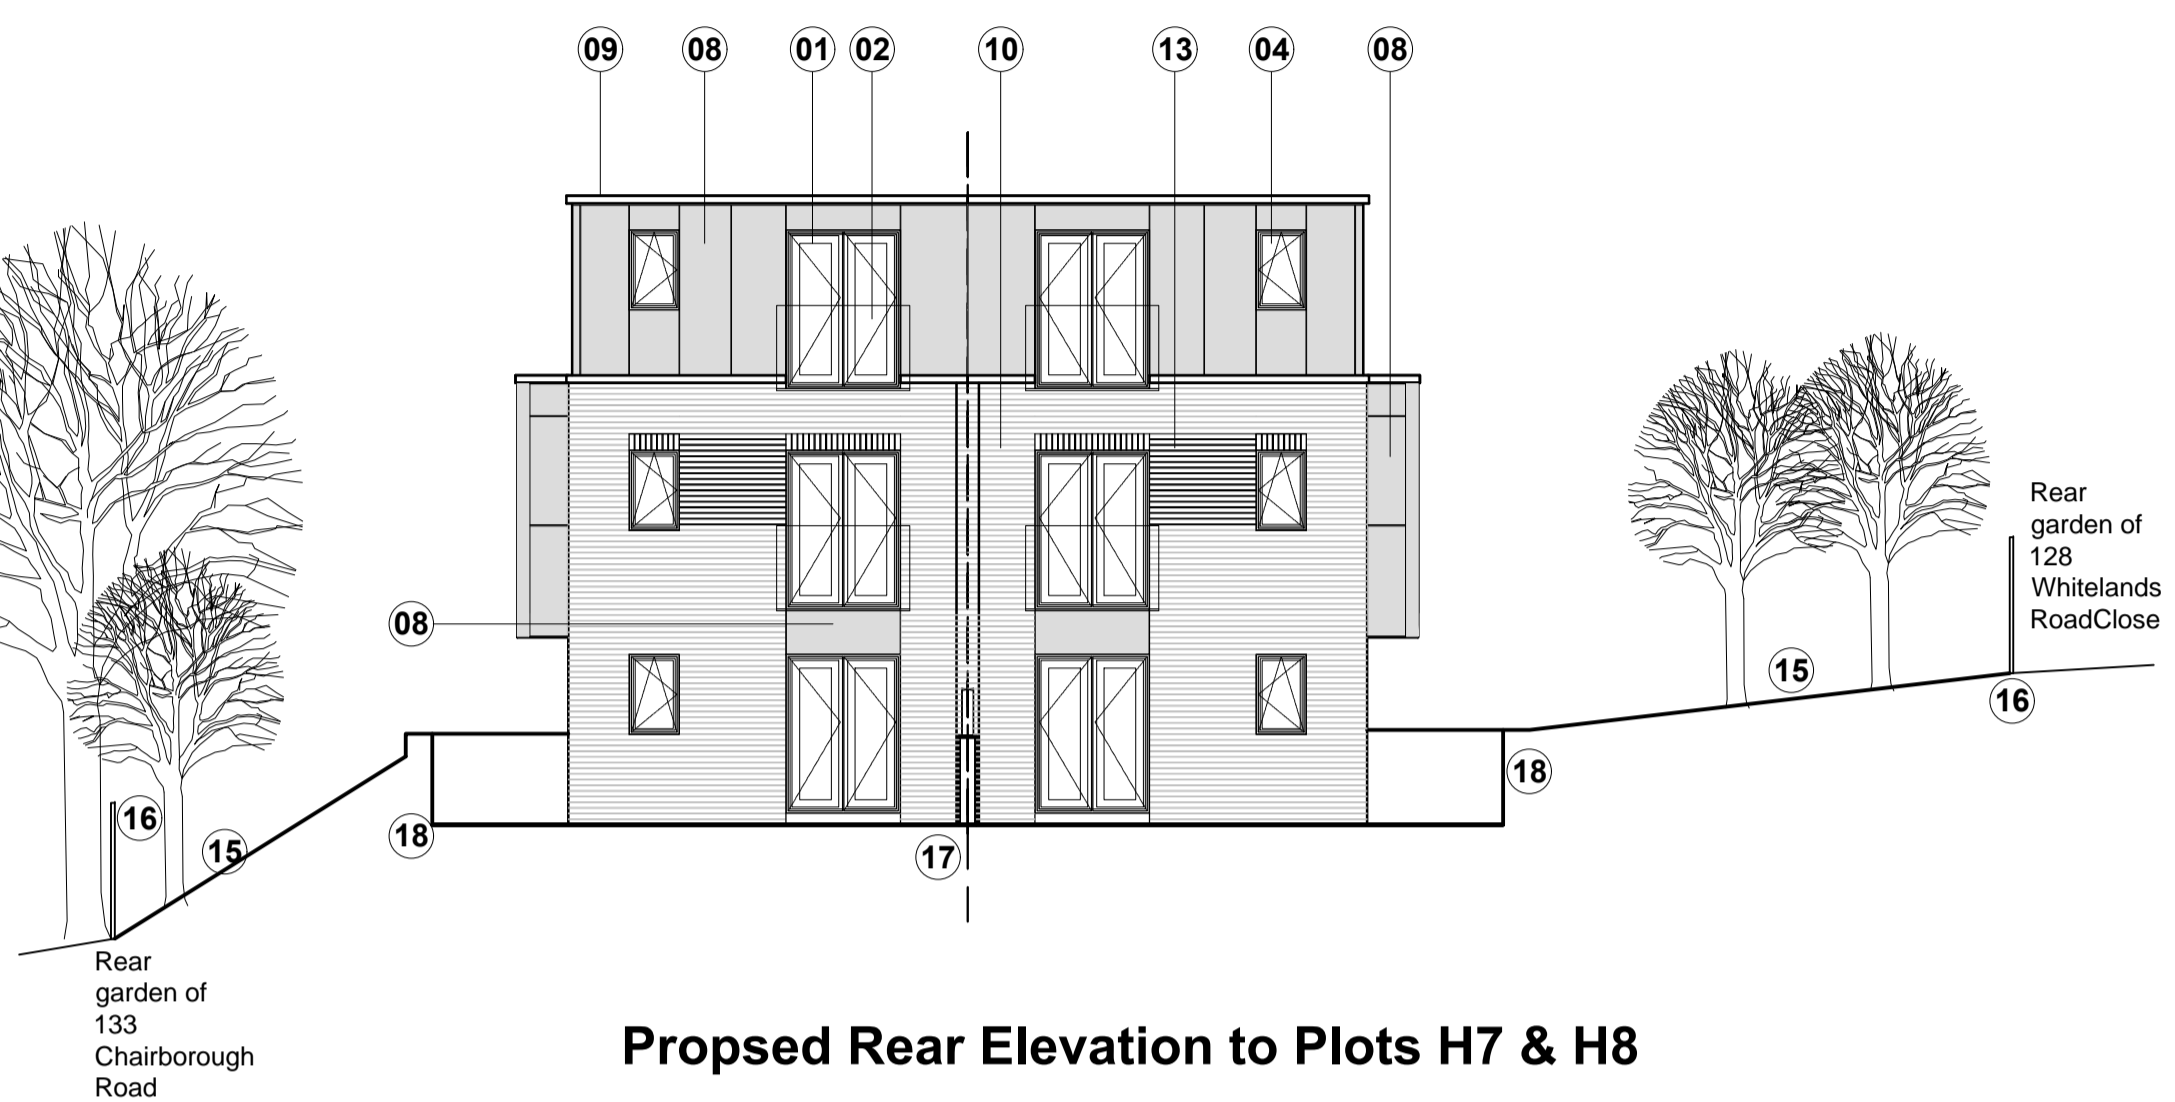 09 08 01 02 10 13 04 08
Rear
garden of
128
Whitelands
RoadClose
08
15
16
18
16
18
15
17
Rear
garden of
133
Chairborough
Road
Propsed Rear Elevation to Plots H7 & H8